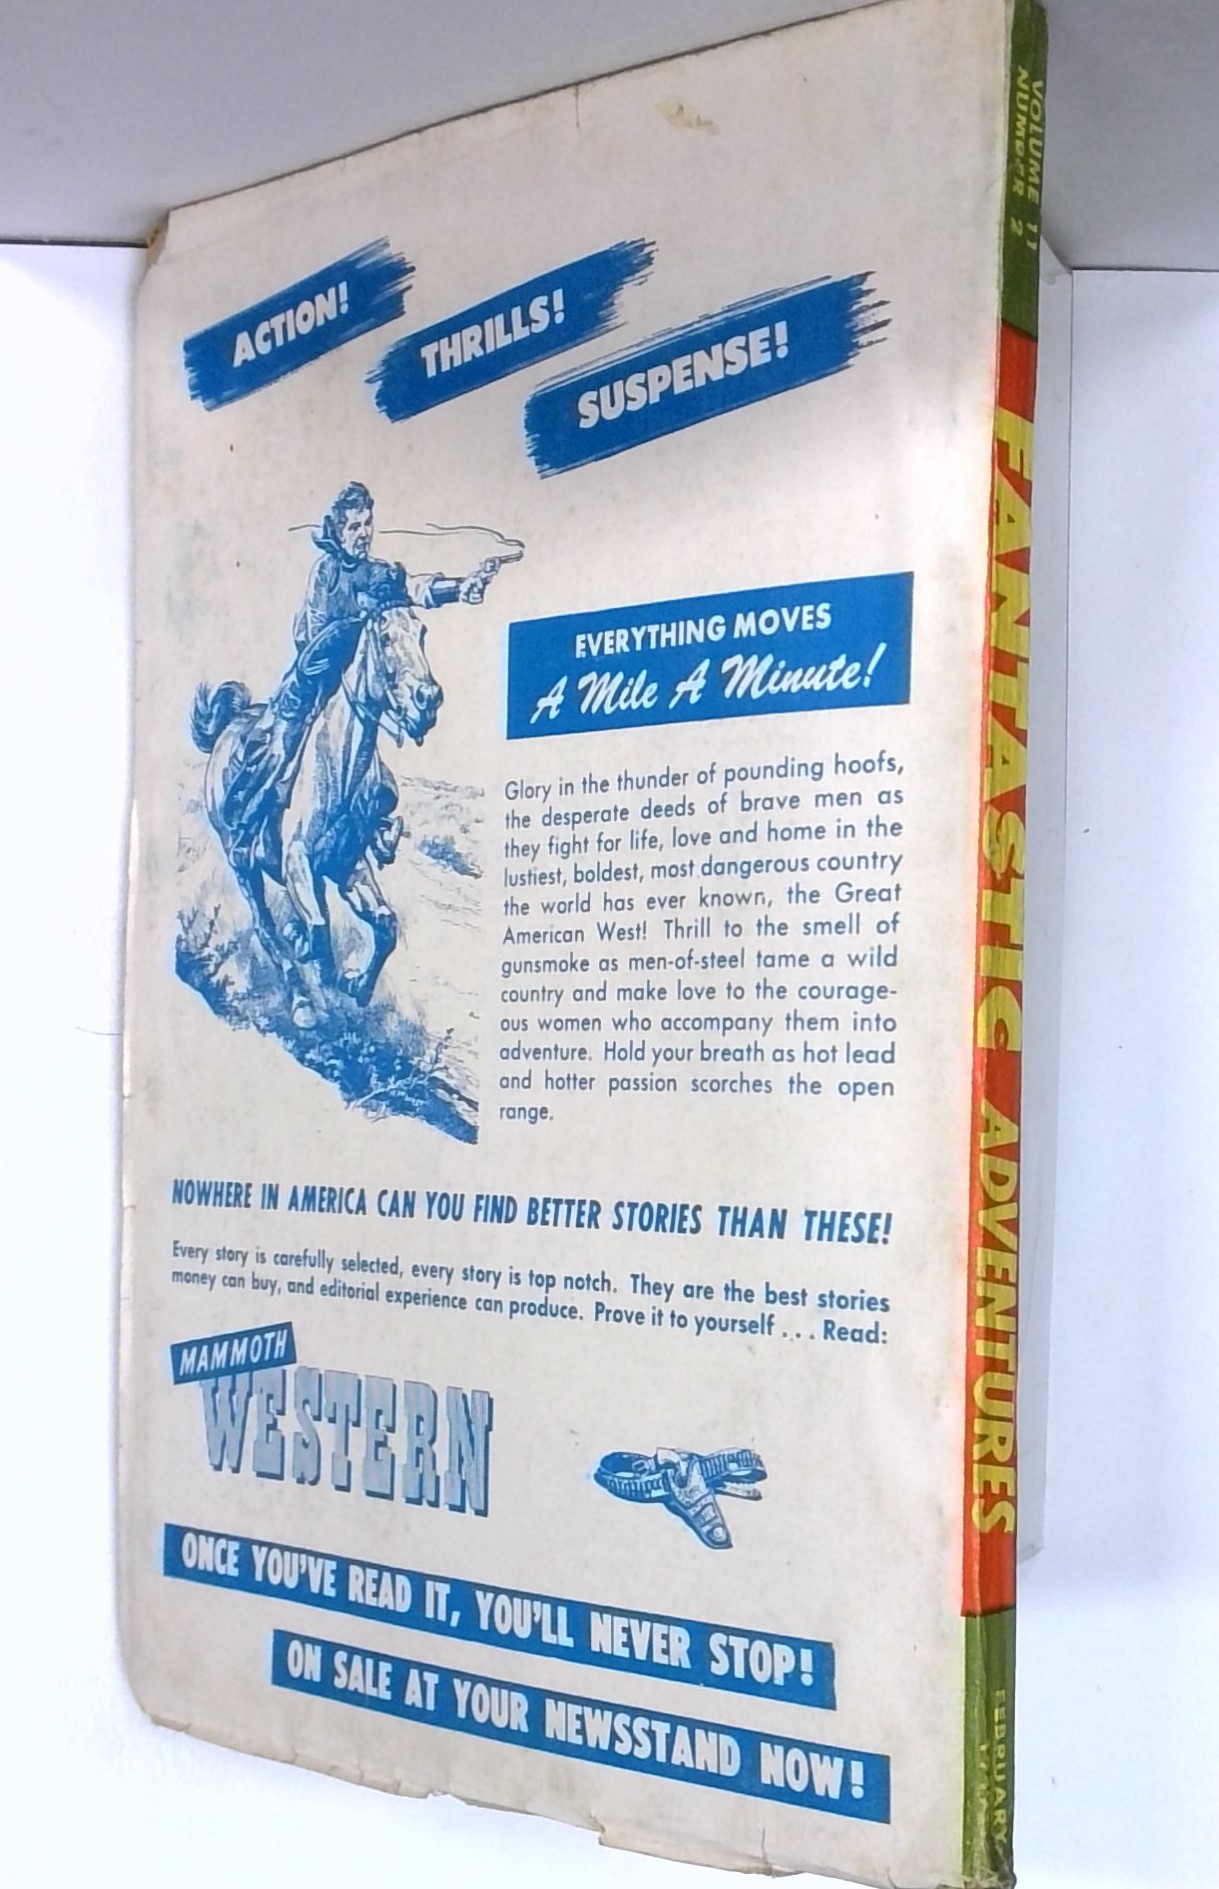 ACTION!
THRILLS!
SUSPENSE!
EVERYTHING MOVES
A Mile A Minute!
Glory in the thunder of pounding hoofs,
the desperate deeds of brave men as
they fight for life, love and home in the
lustiest, boldest, most dangerous country
the world has ever known, the Great
American West! Thrill to the smell of
gunsmoke as men-of-steel tame a wild
country and make love to the courage-
ous women who accompany them into
adventure. Hold your breath as hot lead
and hotter passion scorches the open
range.
NOWHERE IN AMERICA CAN YOU FIND BETTER STORIES THAN THESE!
Every story is carefully selected, every story is top notch. They are the best stories
money can buy, and editorial experience can produce. Prove it to yourself . . . Read:
MAMMOTH
WESTERN
ONCE YOU'VE READ IT, YOU'LL NEVER STOP!
ON SALE AT YOUR NEWSSTAND NOW!
VOLUME 11
NUMBER 2
FANTASTIC ADVENTURES
FEBRUARY